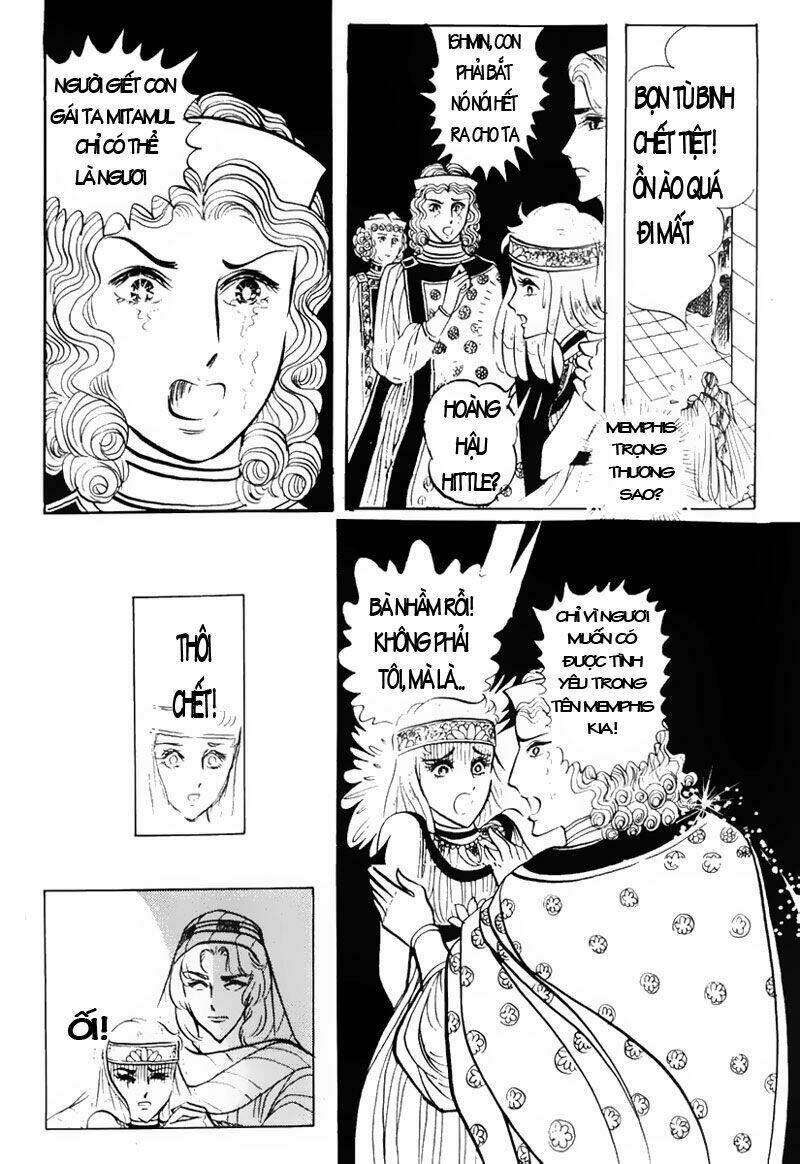 BỌN TÙ BINH
CHẾT TIỆT!
ỒN ÀO QUÁ
ĐI MẤT
MEMPHIS
TRỌNG
THƯƠNG
SAO?
ISHMIN, CON
PHẢI BẮT
NÓ NÓI HẾT
RA CHO TA
HOÀNG
HẬU
HITTLE?
NGƯỜI GIẾT CON
GÁI TA MITAMUL
CHỈ CÓ THỂ
LÀ NGƯƠI
CHỈ VÌ NGƯƠI
MUỐN CÓ
ĐƯỢC TÌNH
YÊU TRONG
TÊN MEMPHIS
KIA!
BÀ NHẦM RỒI!
KHÔNG PHẢI
TÔI, MÀ LÀ...
THÔI
CHẾT!
ỐI!